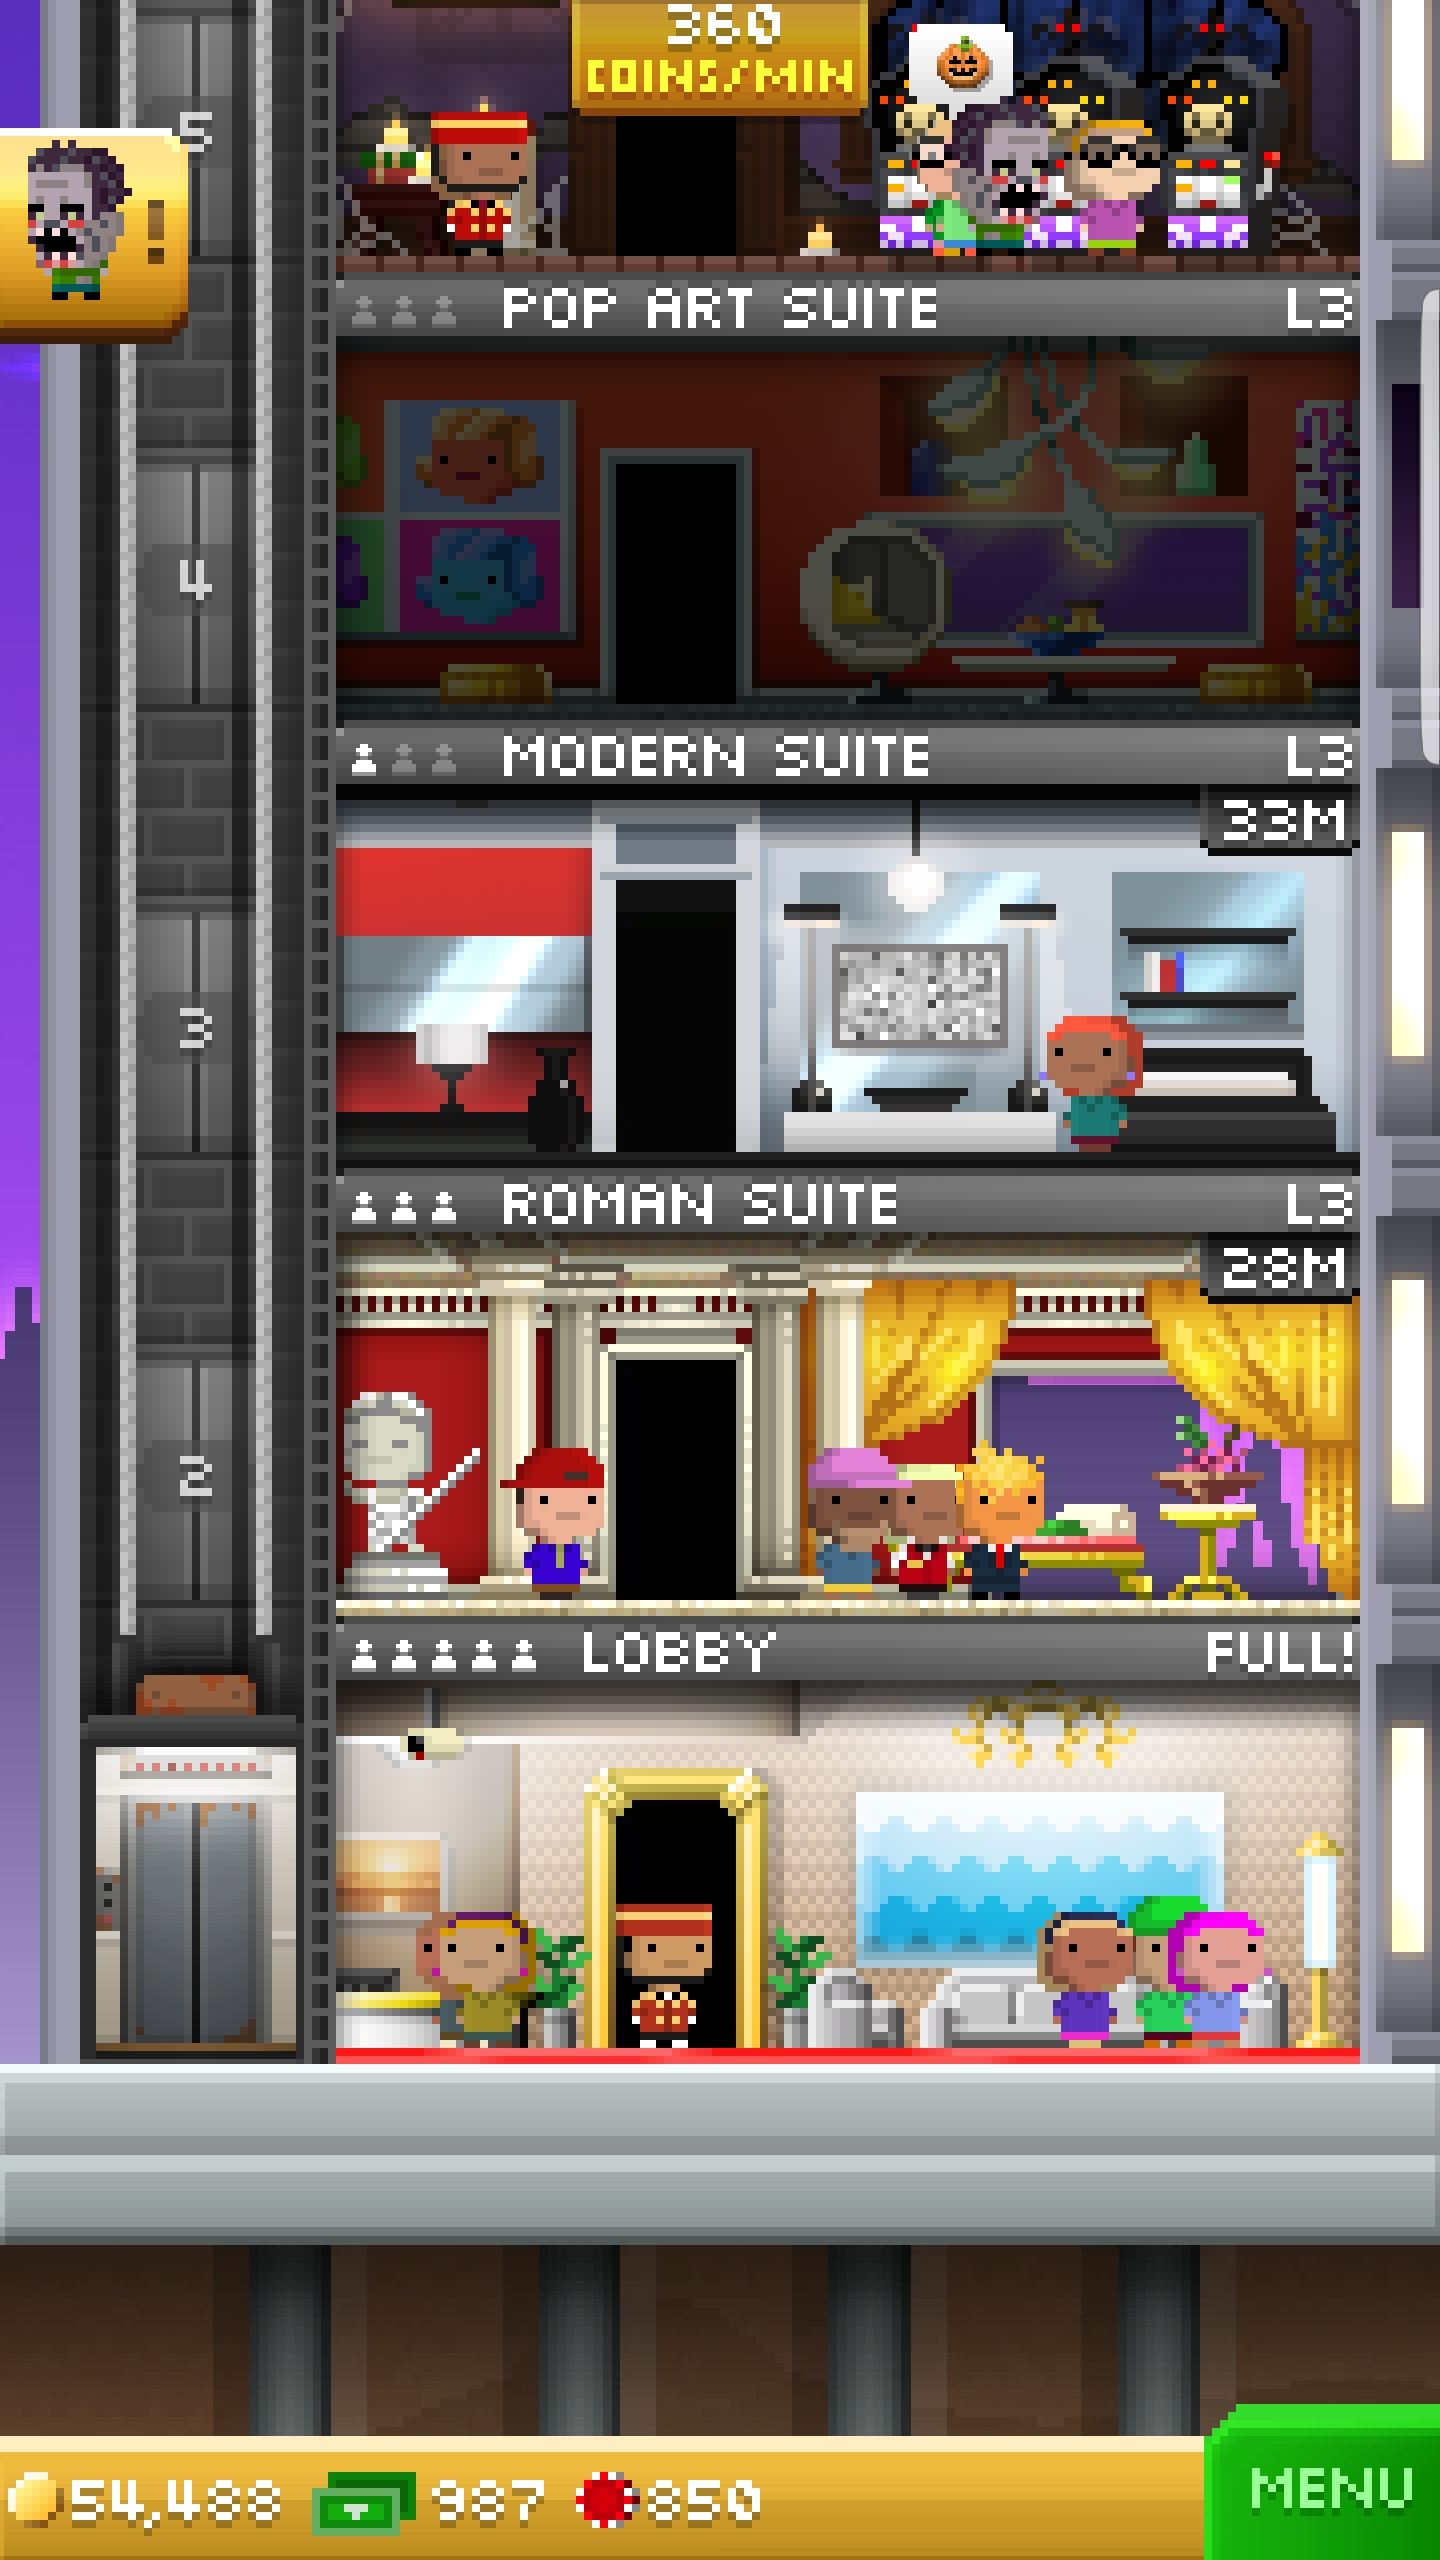 360
COINS/MIN
5
!
POP ART SUITE L3
4
MODERN SUITE L3
33M
3
ROMAN SUITE L3
28M
2
LOBBY FULL!
54,488 987 850
MENU